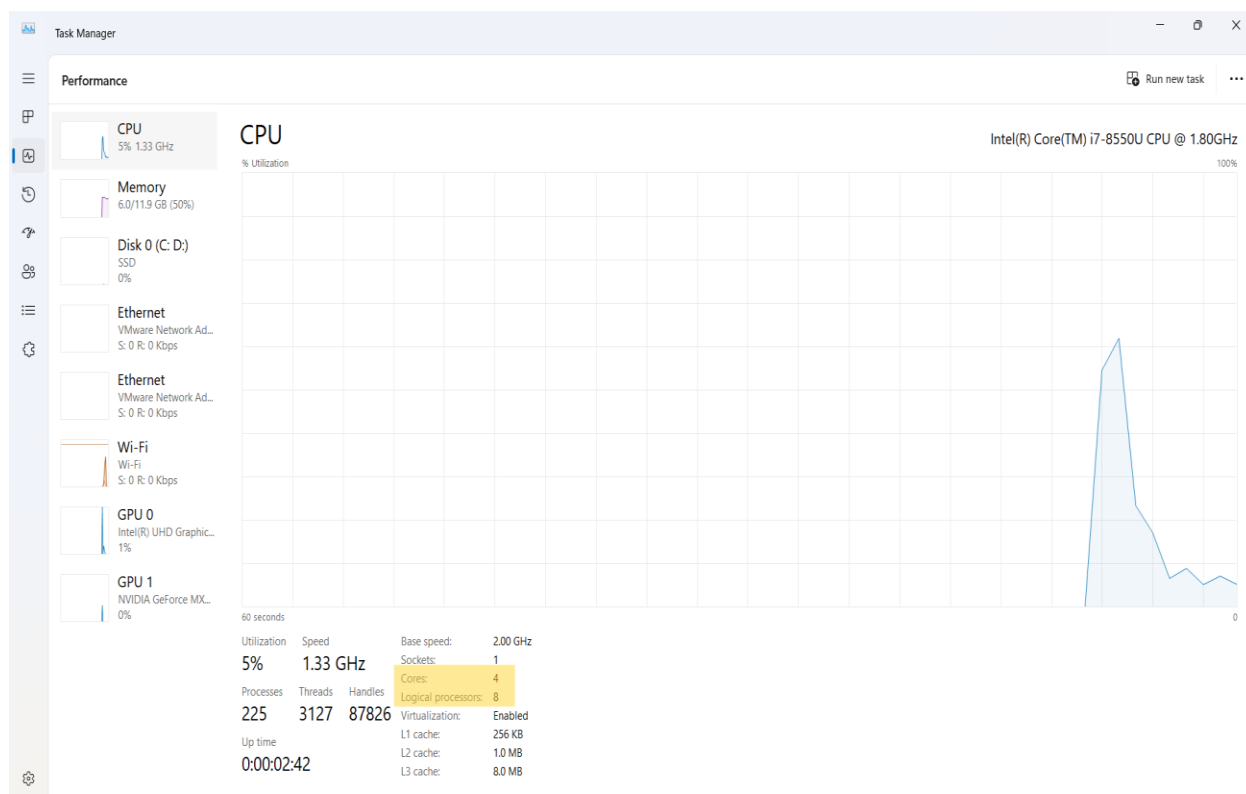 Task Manager
Performance
Run new task
CPU
5% 1.33 GHz
Memory
6.0/11.9 GB (50%)
Disk 0 (C: D:)
SSD
0%
Ethernet
VMware Network Ad...
S: 0 R: 0 Kbps
Ethernet
VMware Network Ad...
S: 0 R: 0 Kbps
Wi-Fi
Wi-Fi
S: 0 R: 0 Kbps
GPU 0
Intel(R) UHD Graphic...
1%
GPU 1
NVIDIA GeForce MX...
0%
CPU
Intel(R) Core(TM) i7-8550U CPU @ 1.80GHz
% Utilization
100%
60 seconds
0
Utilization Speed
5% 1.33 GHz
Processes Threads Handles
225 3127 87826
Up time
0:00:02:42
Base speed: 2.00 GHz
Sockets: 1
Cores: 4
Logical processors: 8
Virtualization: Enabled
L1 cache: 256 KB
L2 cache: 1.0 MB
L3 cache: 8.0 MB